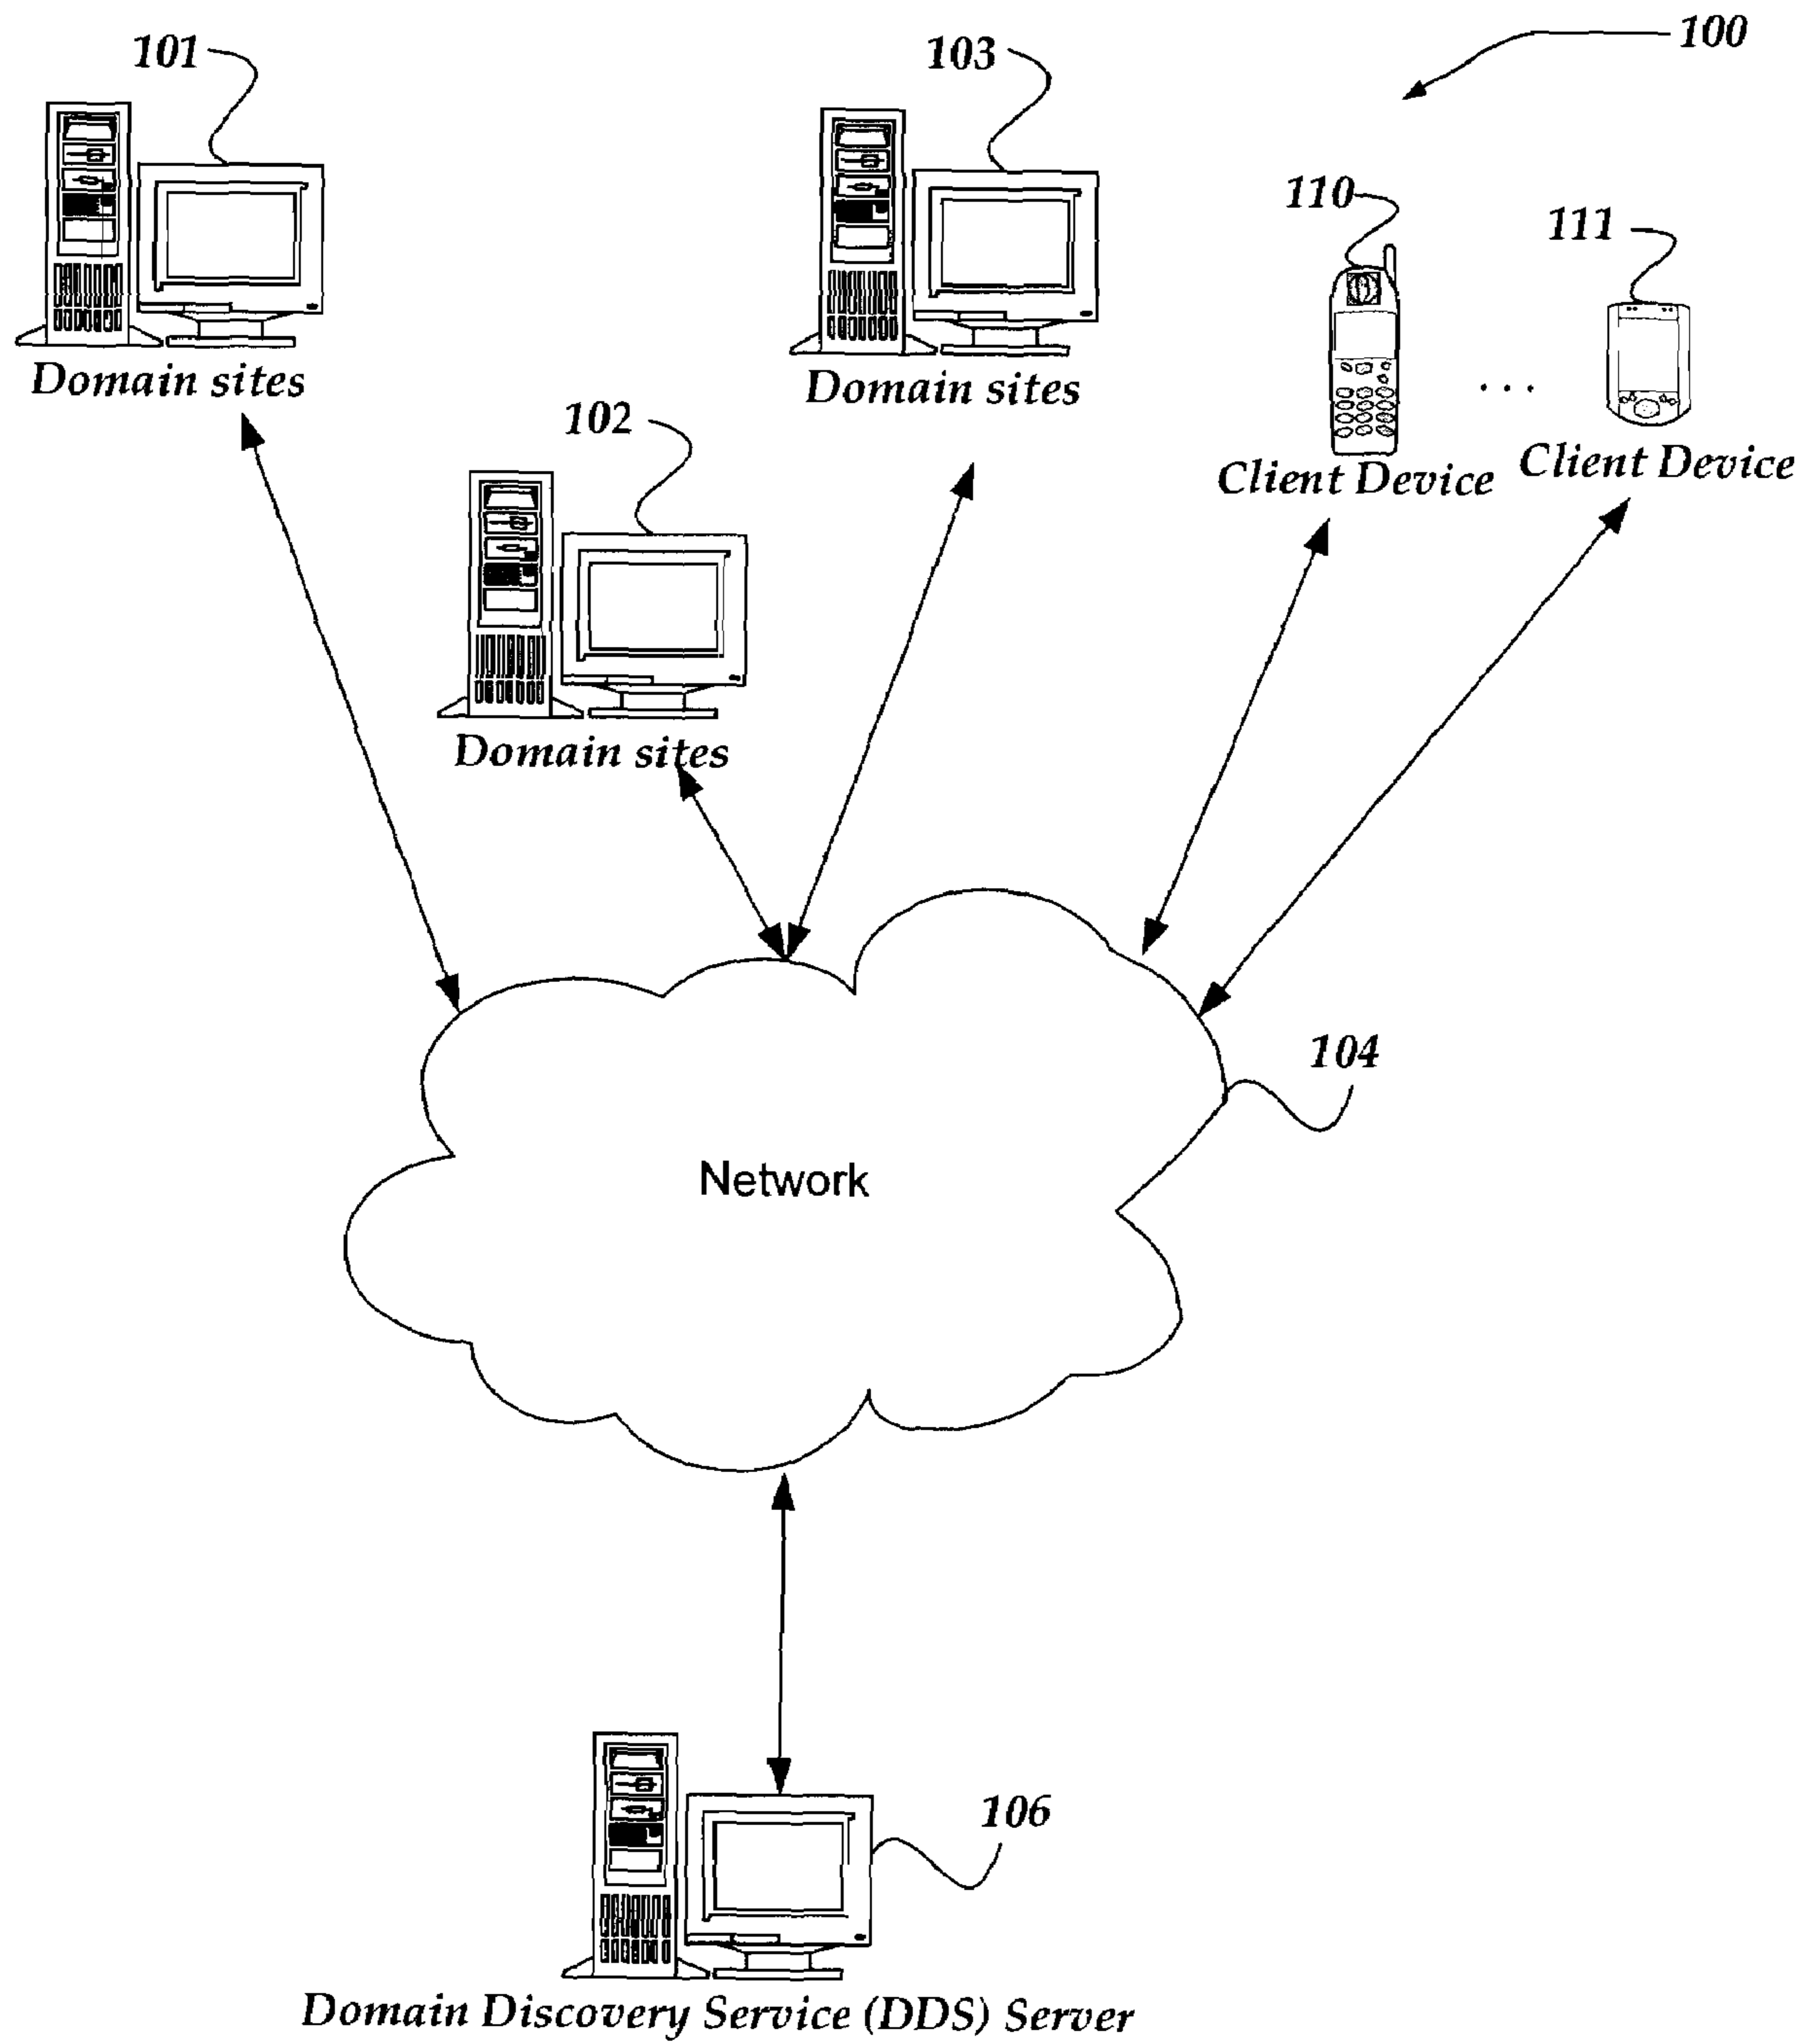 100
101
103
110
111
Domain sites
Domain sites
. . .
Client Device
Client Device
102
Domain sites
104
Network
106
Domain Discovery Service (DDS) Server